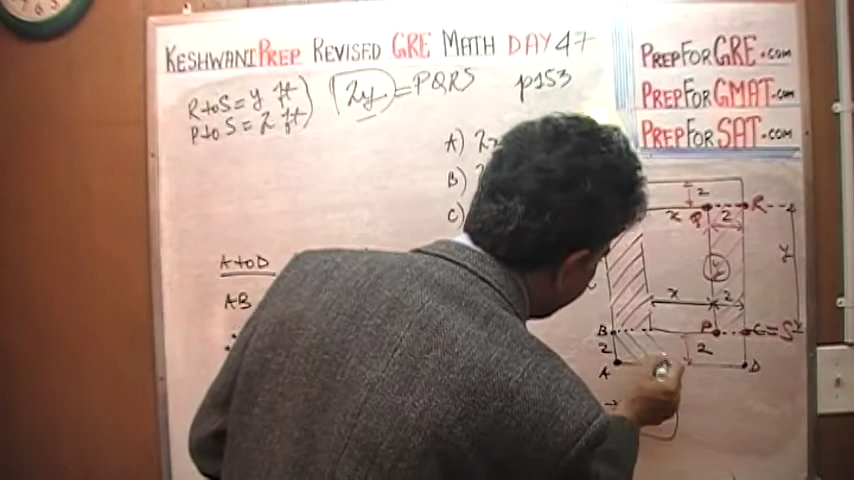 KESHWANIPREP REVISED GRE MATH DAY 47
PREPFORGRE.com
PREPFORGMAT.com
PREPFORSAT.com
R to S = y ft
P to S = 2 ft
2y = PQRS
p153
A) 2
B)
C)
A to D
AB
2
x
Q
2
R
y
x
2
B
P
C = S
2
2
A
D